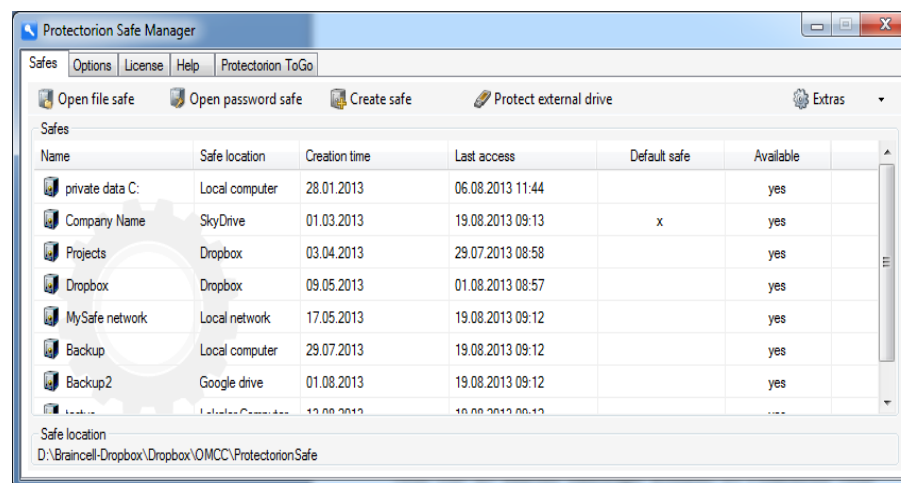 Protectorion Safe Manager
Safes Options License Help Protectorion ToGo
Open file safe Open password safe Create safe Protect external drive Extras
Safes
Name Safe location Creation time Last access Default safe Available
private data C: Local computer 28.01.2013 06.08.2013 11:44 yes
Company Name SkyDrive 01.03.2013 19.08.2013 09:13 x yes
Projects Dropbox 03.04.2013 29.07.2013 08:58 yes
Dropbox Dropbox 09.05.2013 01.08.2013 08:57 yes
MySafe network Local network 17.05.2013 19.08.2013 09:12 yes
Backup Local computer 29.07.2013 19.08.2013 09:12 yes
Backup2 Google drive 01.08.2013 19.08.2013 09:12 yes
Safe location
D:\Braincell-Dropbox\Dropbox\OMCC\ProtectorionSafe